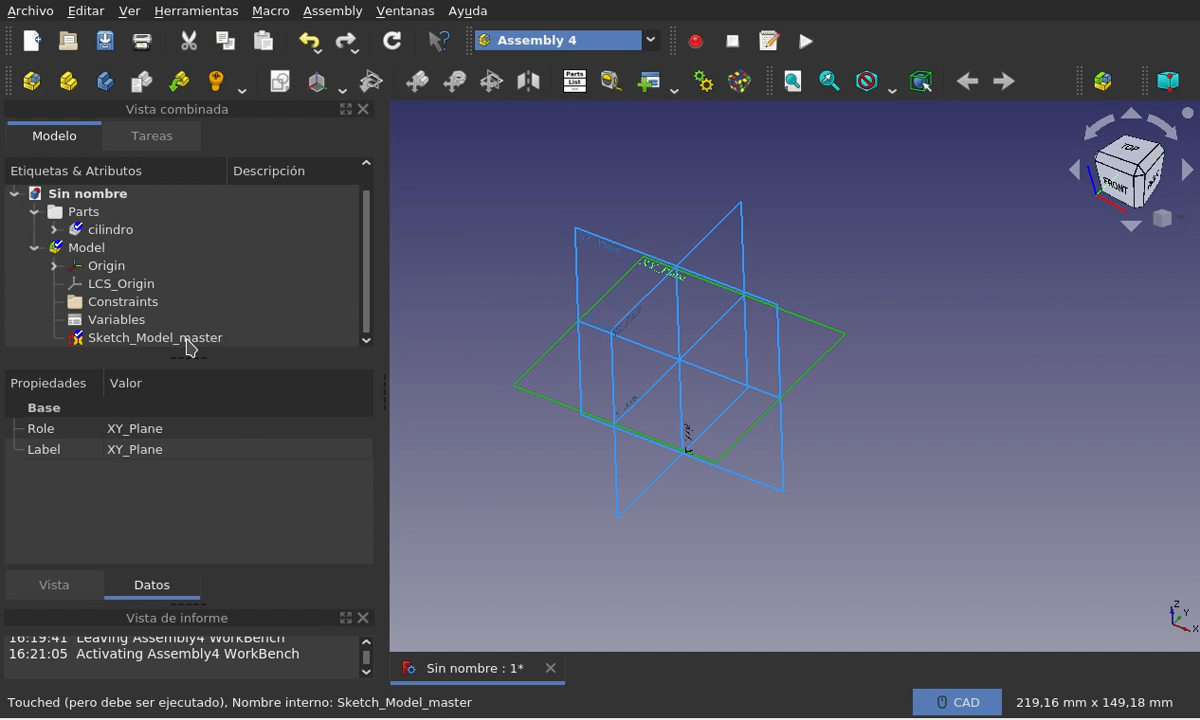 Archivo Editar Ver Herramientas Macro Assembly Ventanas Ayuda
Assembly 4
Parts
List
Vista combinada
Modelo Tareas
Etiquetas & Atributos Descripción
Sin nombre
Parts
cilindro
Model
Origin
LCS_Origin
Constraints
Variables
Sketch_Model_master
Propiedades Valor
Base
Role XY_Plane
Label XY_Plane
Vista Datos
Vista de informe
16:19:41 Leaving Assembly4 WorkBench
16:21:05 Activating Assembly4 WorkBench
XY_Plane
TOP
FRONT
Z
Y
X
Sin nombre : 1*
Touched (pero debe ser ejecutado), Nombre interno: Sketch_Model_master
CAD
219,16 mm x 149,18 mm